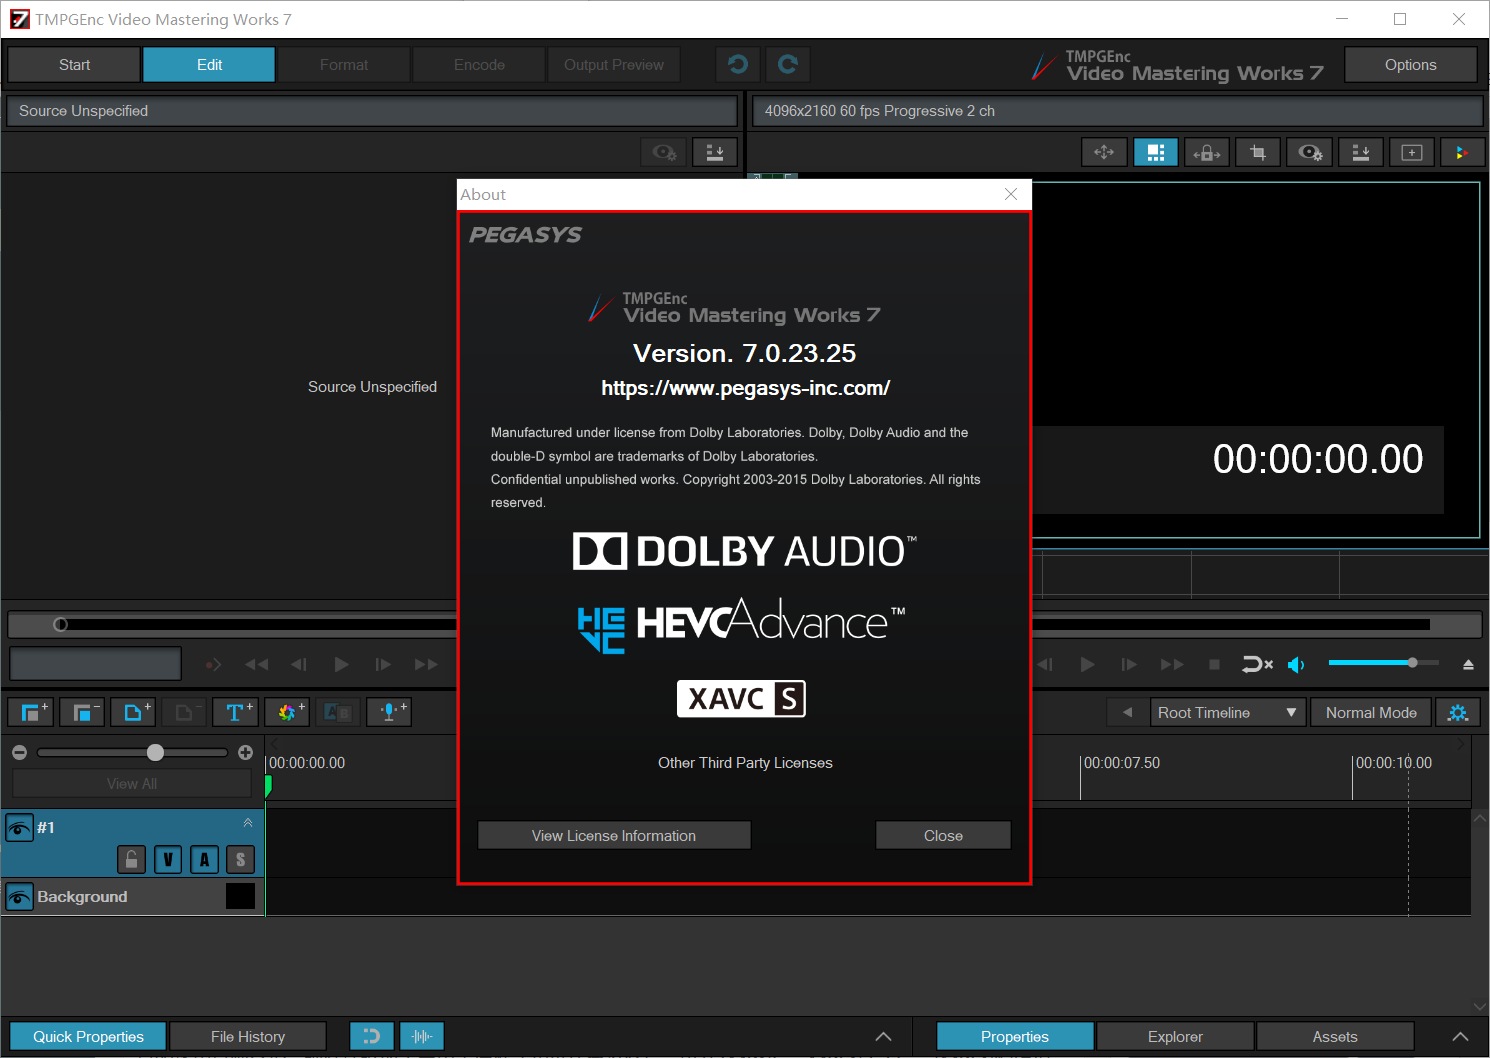 TMPGEnc Video Mastering Works 7
Start
Edit
Format
Encode
Output Preview
TMPGEnc
Video Mastering Works 7
Options
Source Unspecified
4096x2160 60 fps Progressive 2 ch
About
PEGASYS
TMPGEnc
Video Mastering Works 7
Version. 7.0.23.25
https://www.pegasys-inc.com/
Source Unspecified
Manufactured under license from Dolby Laboratories. Dolby, Dolby Audio and the
double-D symbol are trademarks of Dolby Laboratories.
Confidential unpublished works. Copyright 2003-2015 Dolby Laboratories. All rights
reserved.
00:00:00.00
DOLBY AUDIO™
HEVC HEVCAdvance™
XAVC S
Other Third Party Licenses
View License Information
Close
T
A B
Root Timeline
Normal Mode
00:00:00.00
00:00:07.50
00:00:10.00
View All
#1
V
A
S
Background
Quick Properties
File History
Properties
Explorer
Assets